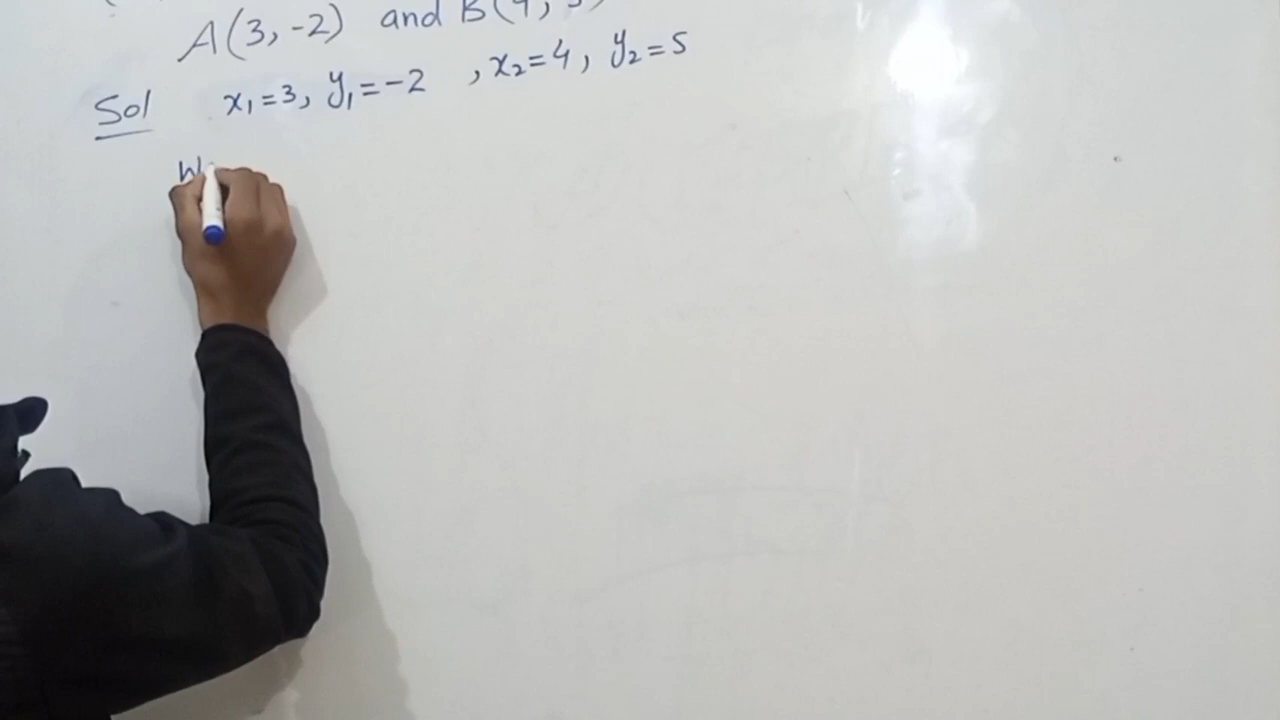 A(3,-2) and B(4, 5)
Sol x₁=3, y₁=-2 , x₂=4, y₂=5